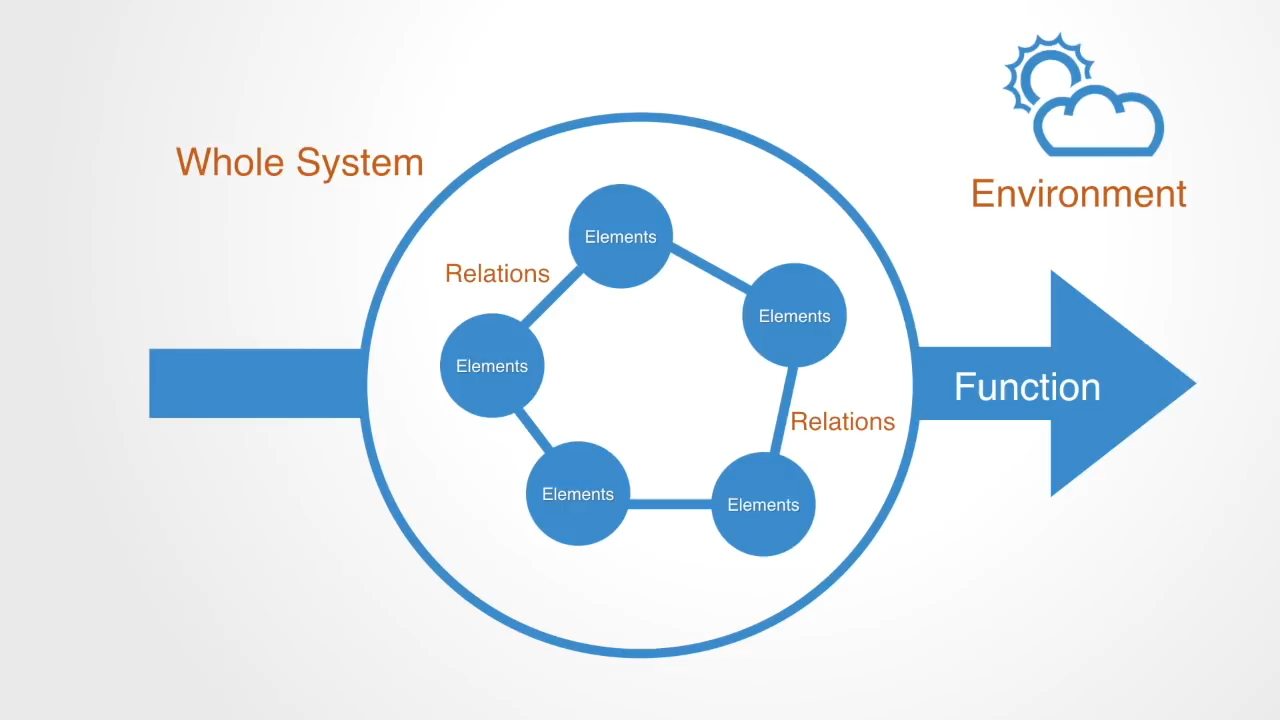 Whole System
Environment
Elements
Relations
Elements
Elements
Function
Relations
Elements
Elements